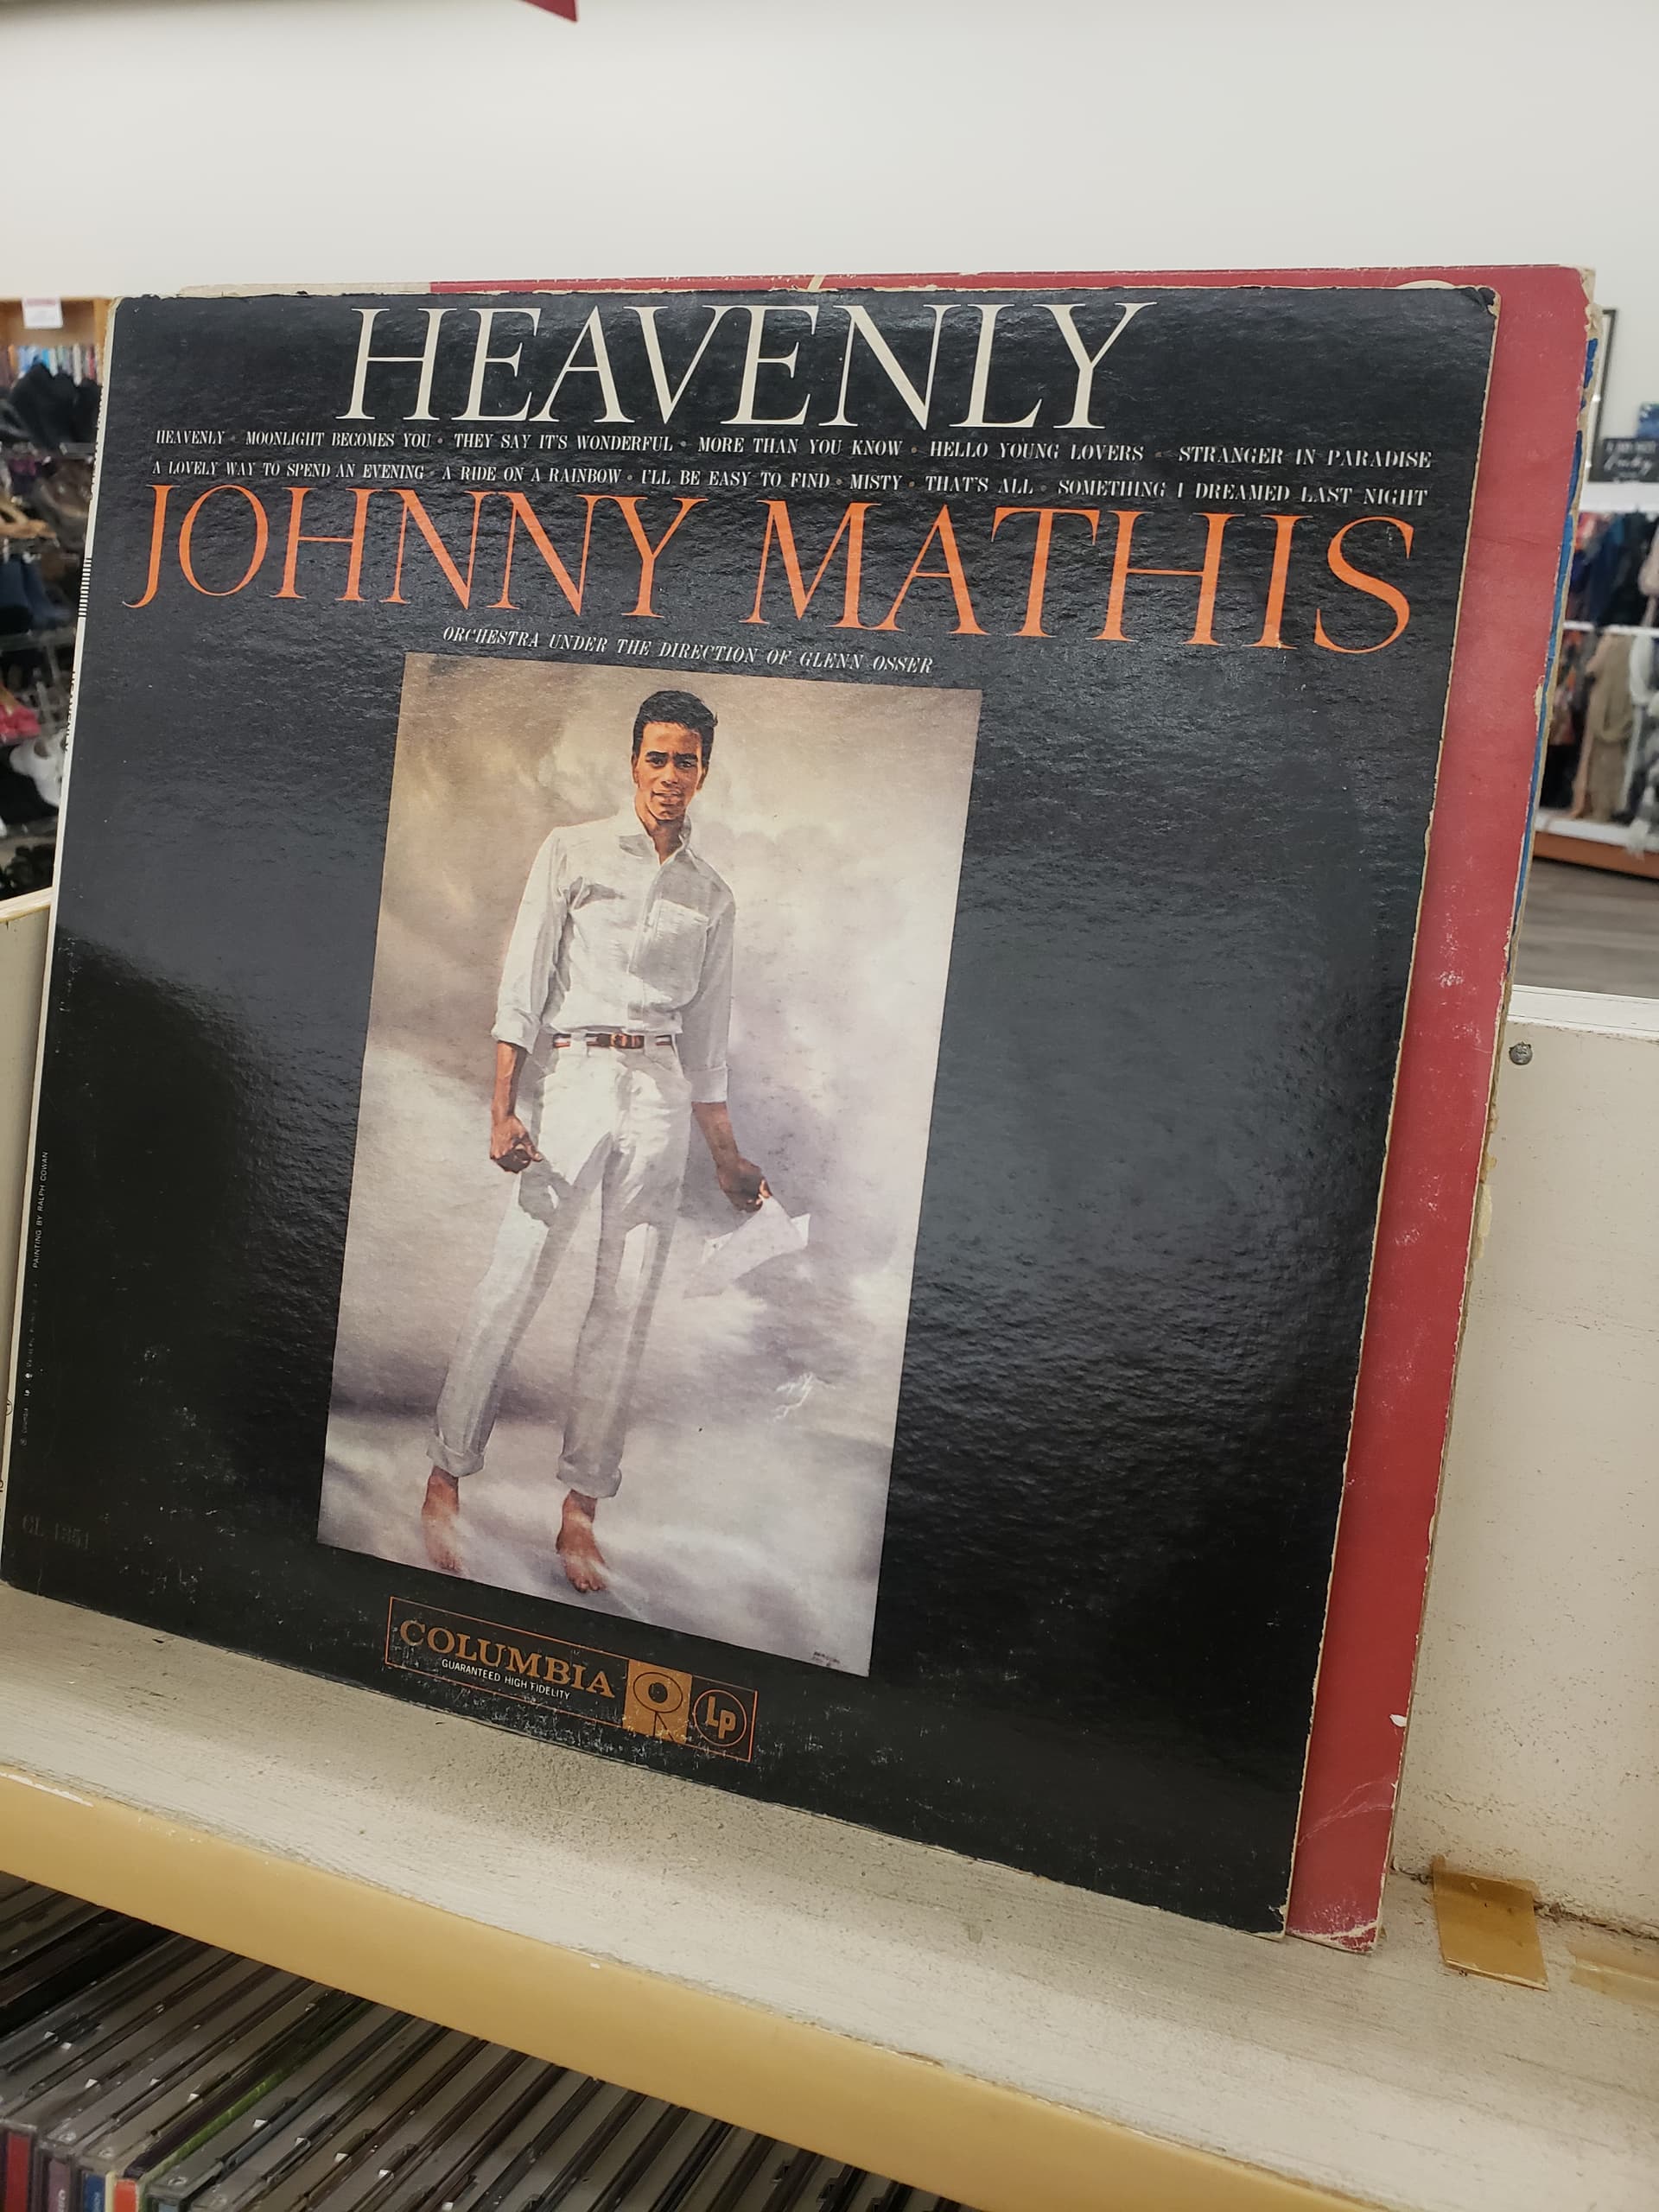 HEAVENLY
HEAVENLY • MOONLIGHT BECOMES YOU • THEY SAY IT'S WONDERFUL • MORE THAN YOU KNOW • HELLO YOUNG LOVERS • STRANGER IN PARADISE
A LOVELY WAY TO SPEND AN EVENING • A RIDE ON A RAINBOW • I'LL BE EASY TO FIND • MISTY • THAT'S ALL • SOMETHING I DREAMED LAST NIGHT
JOHNNY MATHIS
ORCHESTRA UNDER THE DIRECTION OF GLENN OSSER
PAINTING BY RALPH COWAN
CL 1351
COLUMBIA
GUARANTEED HIGH FIDELITY
Lp